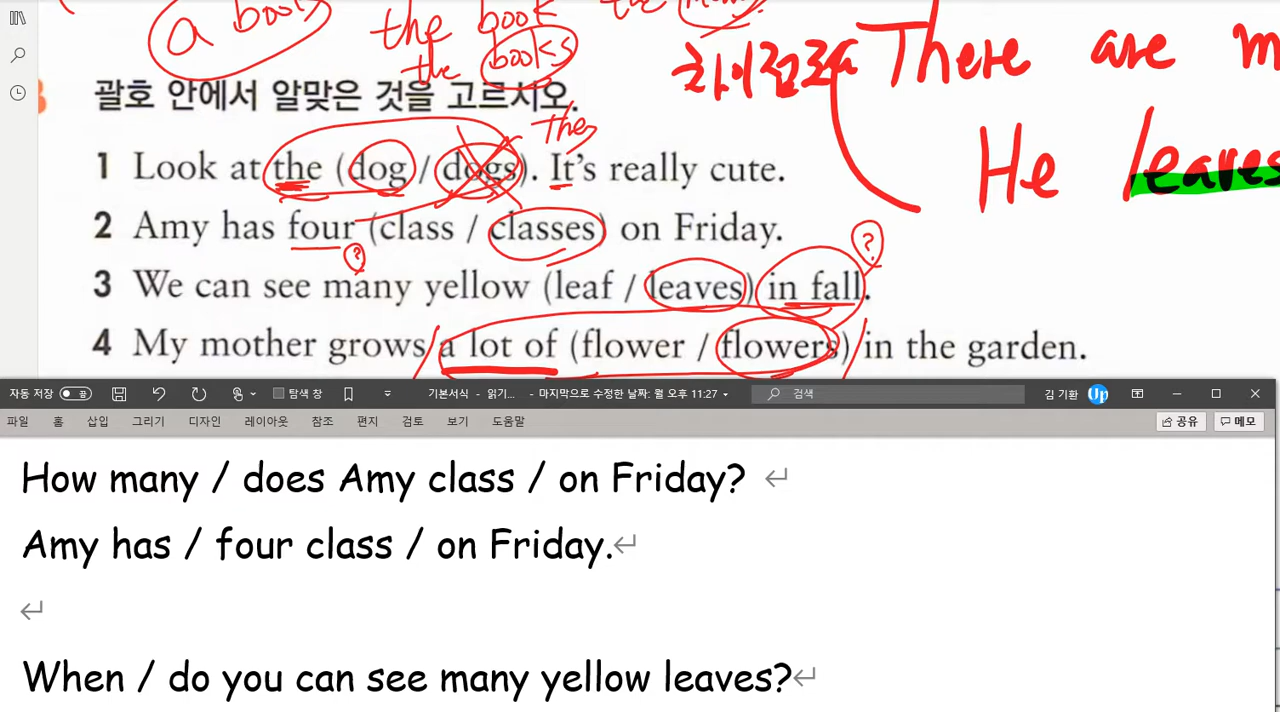 a book the book the
the books
차이점로 There are m
괄호 안에서 알맞은 것을 고르시오.
They
1 Look at the (dog / dogs). It's really cute.
He leaves
2 Amy has four (class / classes) on Friday.
?
?
3 We can see many yellow (leaf / leaves) in fall.
4 My mother grows / a lot of (flower / flowers) / in the garden.
자동 저장 끔 탐색 창 기본서식 - 읽기... - 마지막으로 수정한 날짜: 월 오후 11:27 검색 김 기환 Up
파일 홈 삽입 그리기 디자인 레이아웃 참조 편지 검토 보기 도움말 공유 메모
How many / does Amy class / on Friday?
Amy has / four class / on Friday.
When / do you can see many yellow leaves?